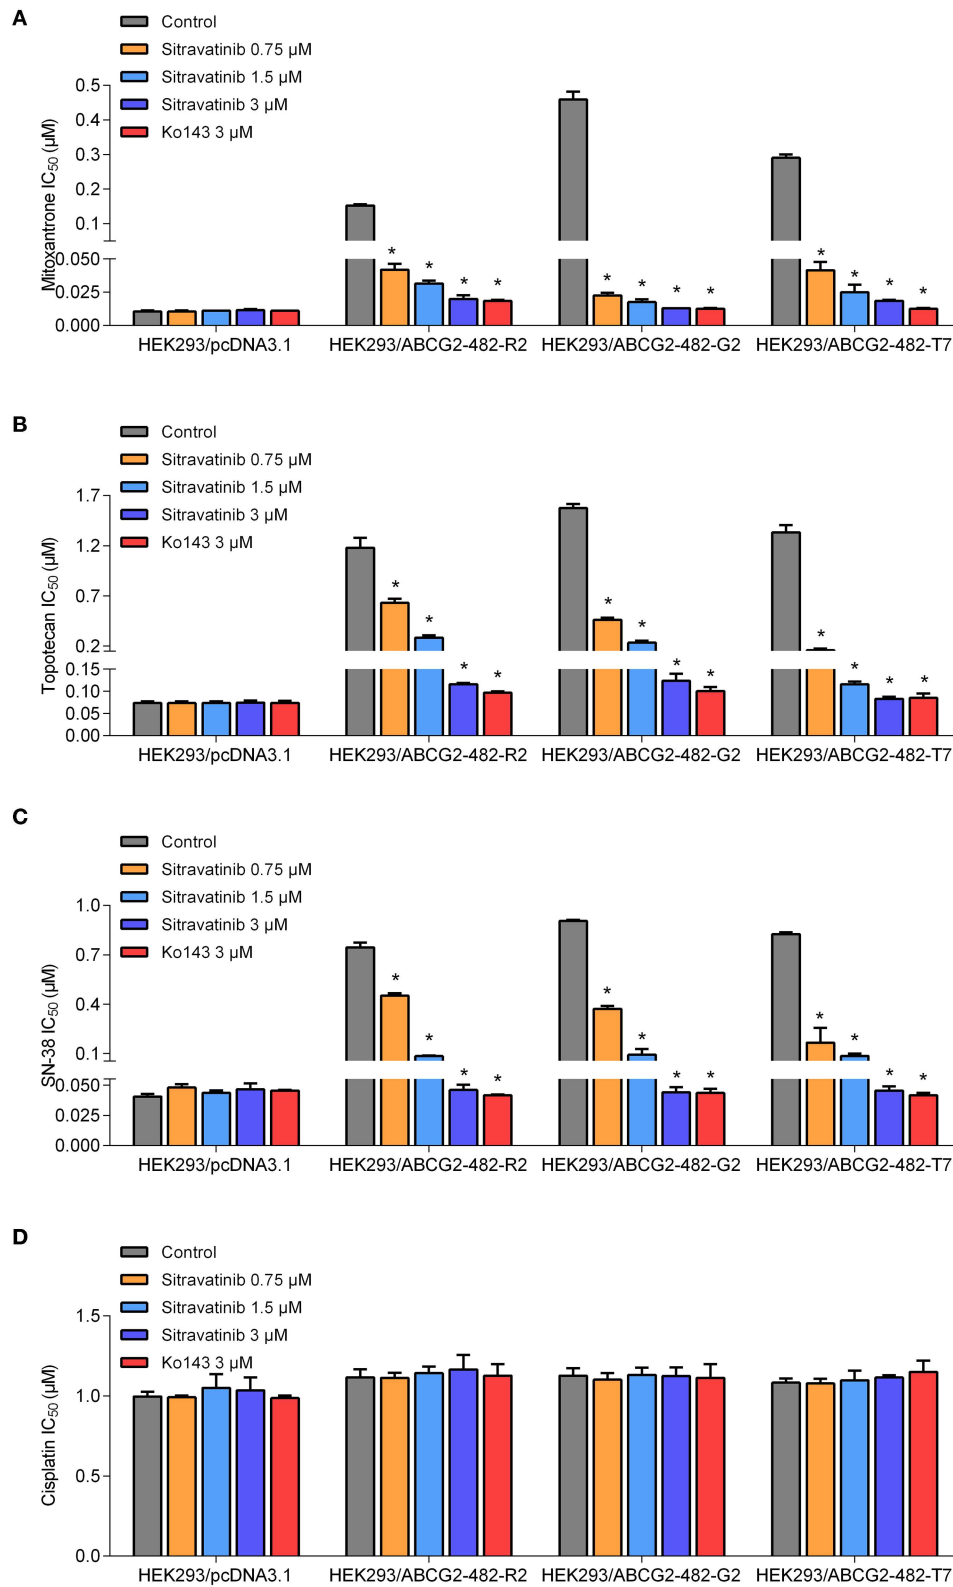 A
Control
Sitravatinib 0.75 µM
Sitravatinib 1.5 µM
Sitravatinib 3 µM
Ko143 3 µM
Mitoxantrone IC50 (µM)
0.5
0.4
0.3
0.2
0.1
0.050
0.025
0.000
* * * *
* * * *
* * * *
HEK293/pcDNA3.1 HEK293/ABCG2-482-R2 HEK293/ABCG2-482-G2 HEK293/ABCG2-482-T7
B
Control
Sitravatinib 0.75 µM
Sitravatinib 1.5 µM
Sitravatinib 3 µM
Ko143 3 µM
Topotecan IC50 (µM)
1.7
1.2
0.7
0.2
0.15
0.10
0.05
0.00
* * * *
* * * *
* * * *
HEK293/pcDNA3.1 HEK293/ABCG2-482-R2 HEK293/ABCG2-482-G2 HEK293/ABCG2-482-T7
C
Control
Sitravatinib 0.75 µM
Sitravatinib 1.5 µM
Sitravatinib 3 µM
Ko143 3 µM
SN-38 IC50 (µM)
1.0
0.7
0.4
0.1
0.050
0.025
0.000
* * * *
* * * *
* * * *
HEK293/pcDNA3.1 HEK293/ABCG2-482-R2 HEK293/ABCG2-482-G2 HEK293/ABCG2-482-T7
D
Control
Sitravatinib 0.75 µM
Sitravatinib 1.5 µM
Sitravatinib 3 µM
Ko143 3 µM
Cisplatin IC50 (µM)
1.5
1.0
0.5
0.0
HEK293/pcDNA3.1 HEK293/ABCG2-482-R2 HEK293/ABCG2-482-G2 HEK293/ABCG2-482-T7